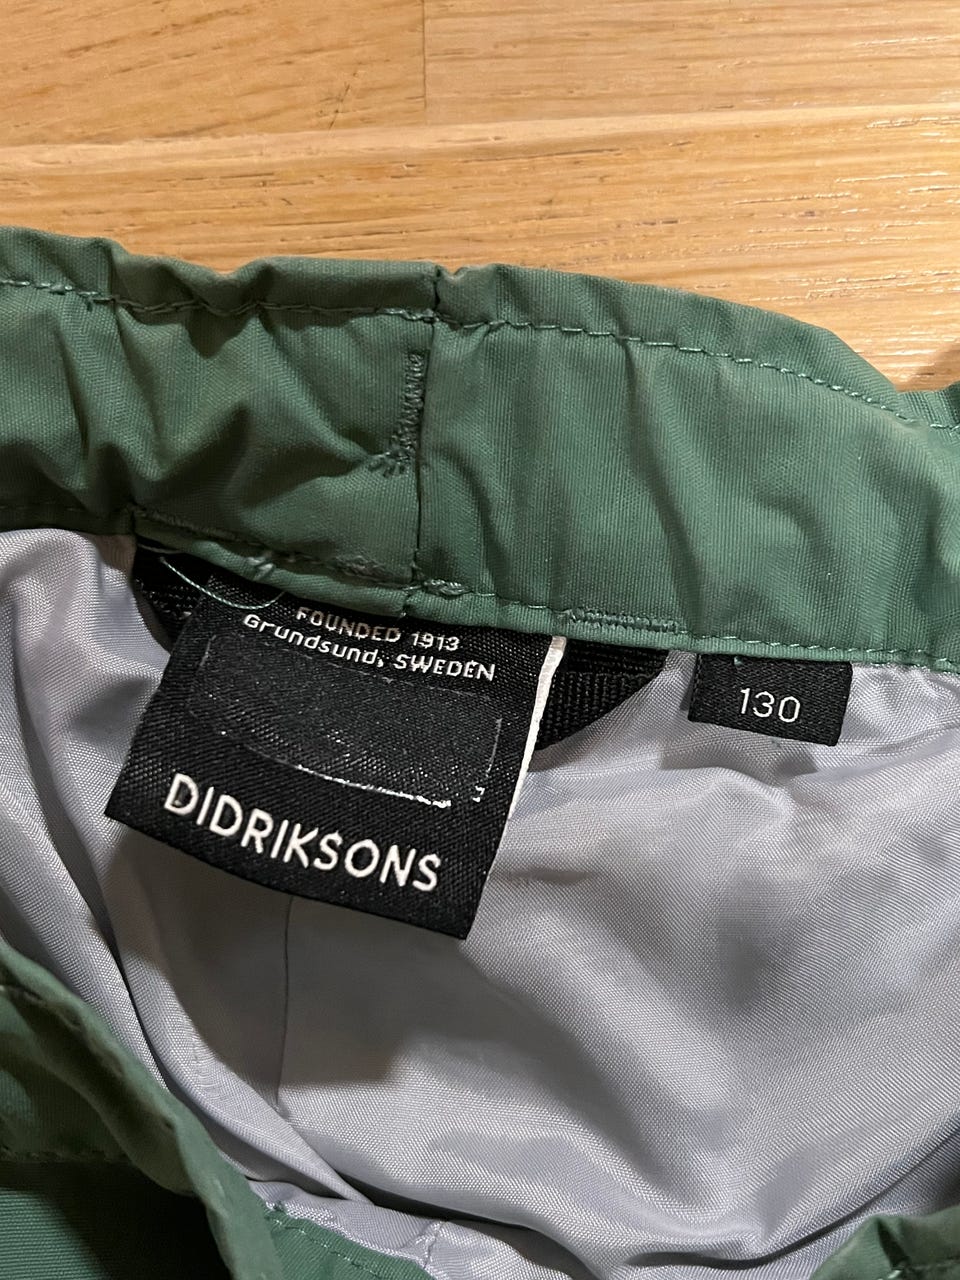 FOUNDED 1913
Grundsund, SWEDEN
DIDRIKSONS
130